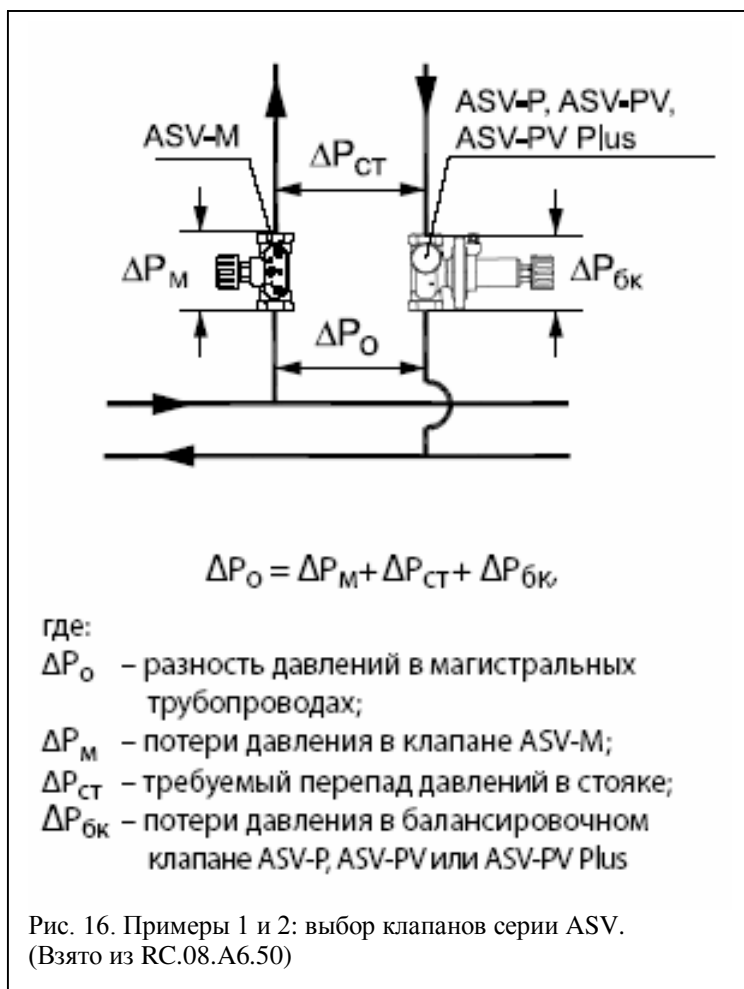 ASV-P, ASV-PV,
ASV-M
ASV-PV Plus
ΔPст
ΔPм
ΔPбк
ΔPо
ΔPо = ΔPм+ ΔPст+ ΔPбк,
где:
ΔPо – разность давлений в магистральных
трубопроводах;
ΔPм – потери давления в клапане ASV-M;
ΔPст – требуемый перепад давлений в стояке;
ΔPбк – потери давления в балансировочном
клапане ASV-P, ASV-PV или ASV-PV Plus
Рис. 16. Примеры 1 и 2: выбор клапанов серии ASV.
(Взято из RC.08.A6.50)